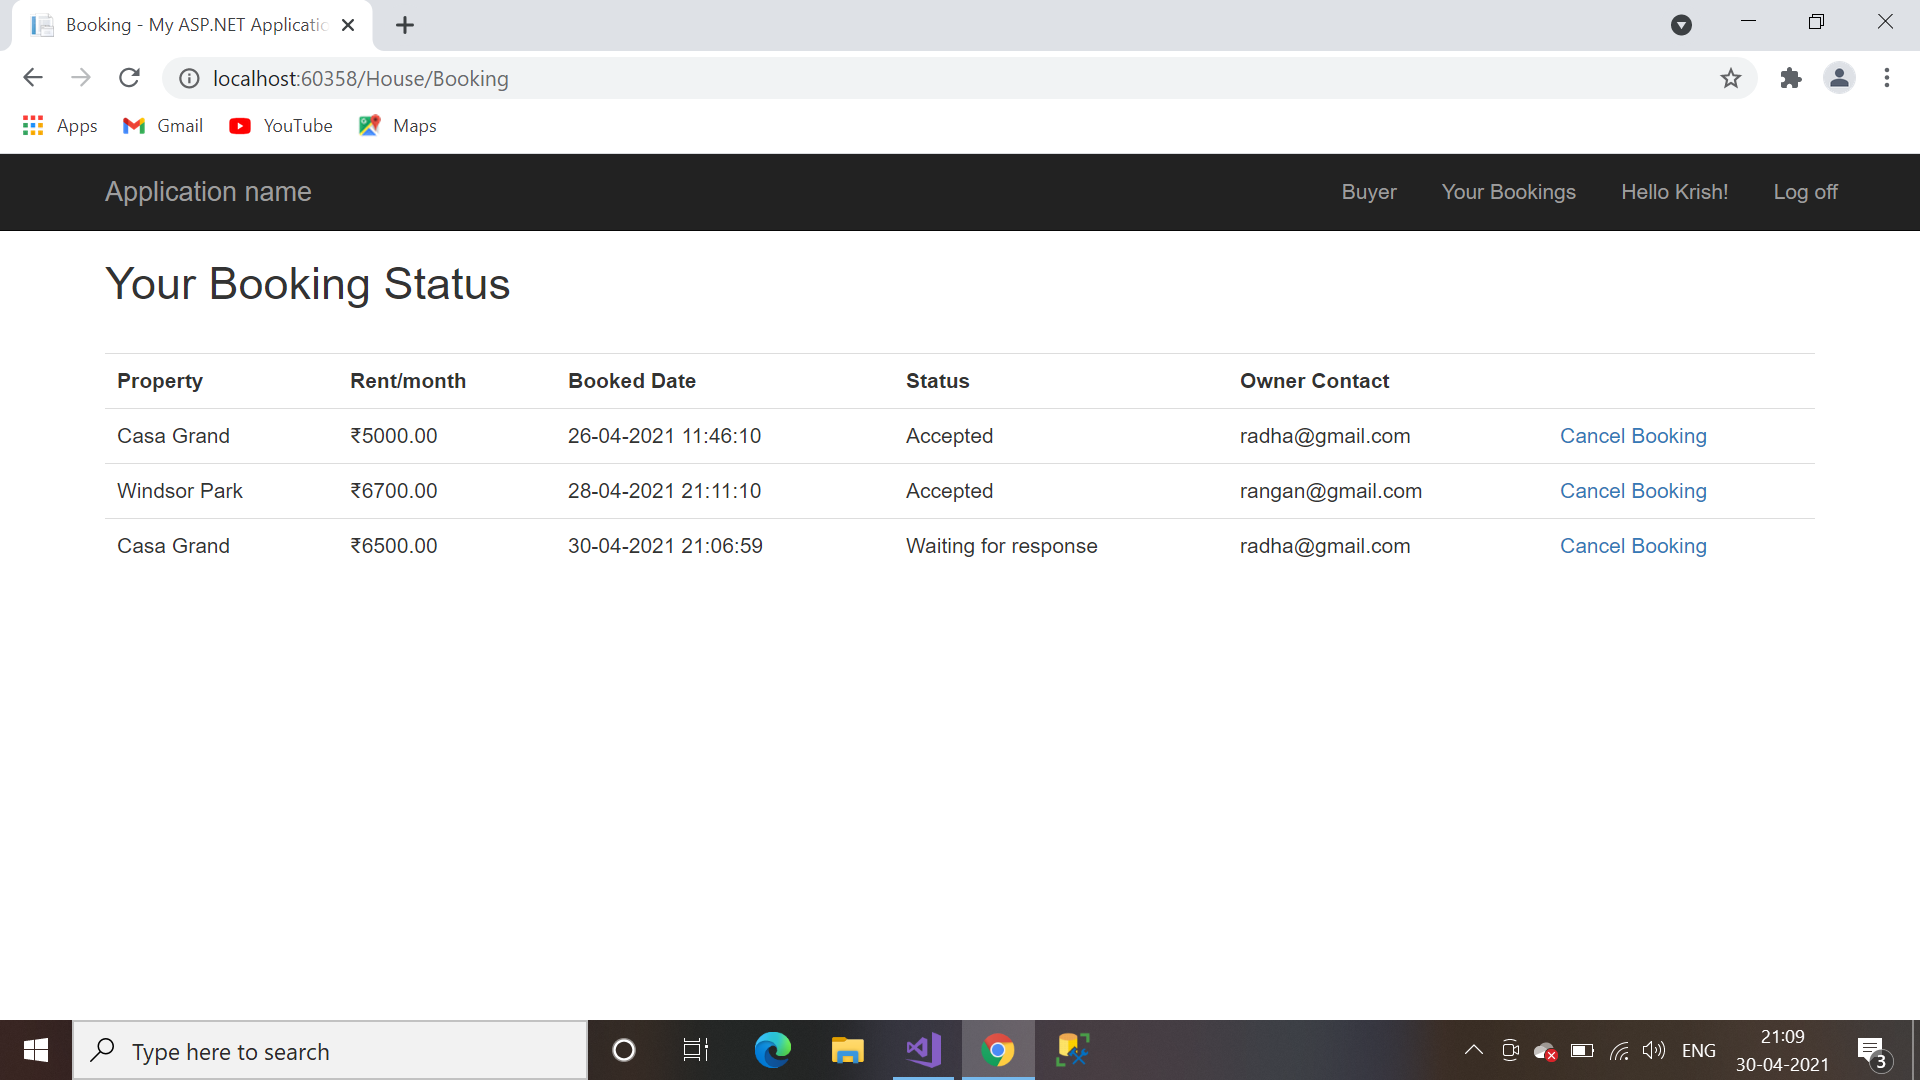 Booking - My ASP.NET Applicatio
localhost:60358/House/Booking
Apps Gmail YouTube Maps
Application name Buyer Your Bookings Hello Krish! Log off
Your Booking Status
Property Rent/month Booked Date Status Owner Contact
Casa Grand ₹5000.00 26-04-2021 11:46:10 Accepted radha@gmail.com Cancel Booking
Windsor Park ₹6700.00 28-04-2021 21:11:10 Accepted rangan@gmail.com Cancel Booking
Casa Grand ₹6500.00 30-04-2021 21:06:59 Waiting for response radha@gmail.com Cancel Booking
Type here to search
ENG
21:09
30-04-2021
3